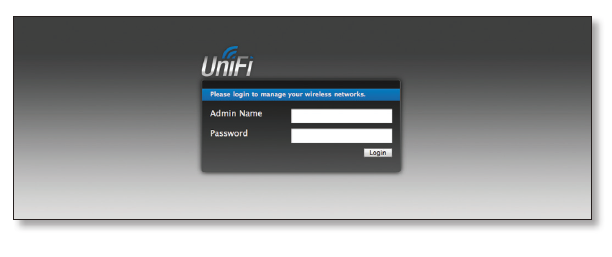 UniFi
Please login to manage your wireless networks.
Admin Name
Password
Login